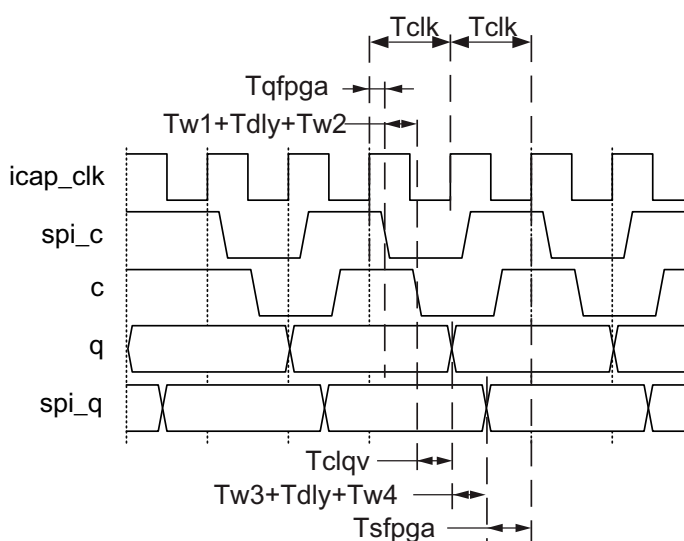 Tclk Tclk
Tqfpga
Tw1+Tdly+Tw2
icap_clk
spi_c
c
q
spi_q
Tclqv
Tw3+Tdly+Tw4
Tsfpga